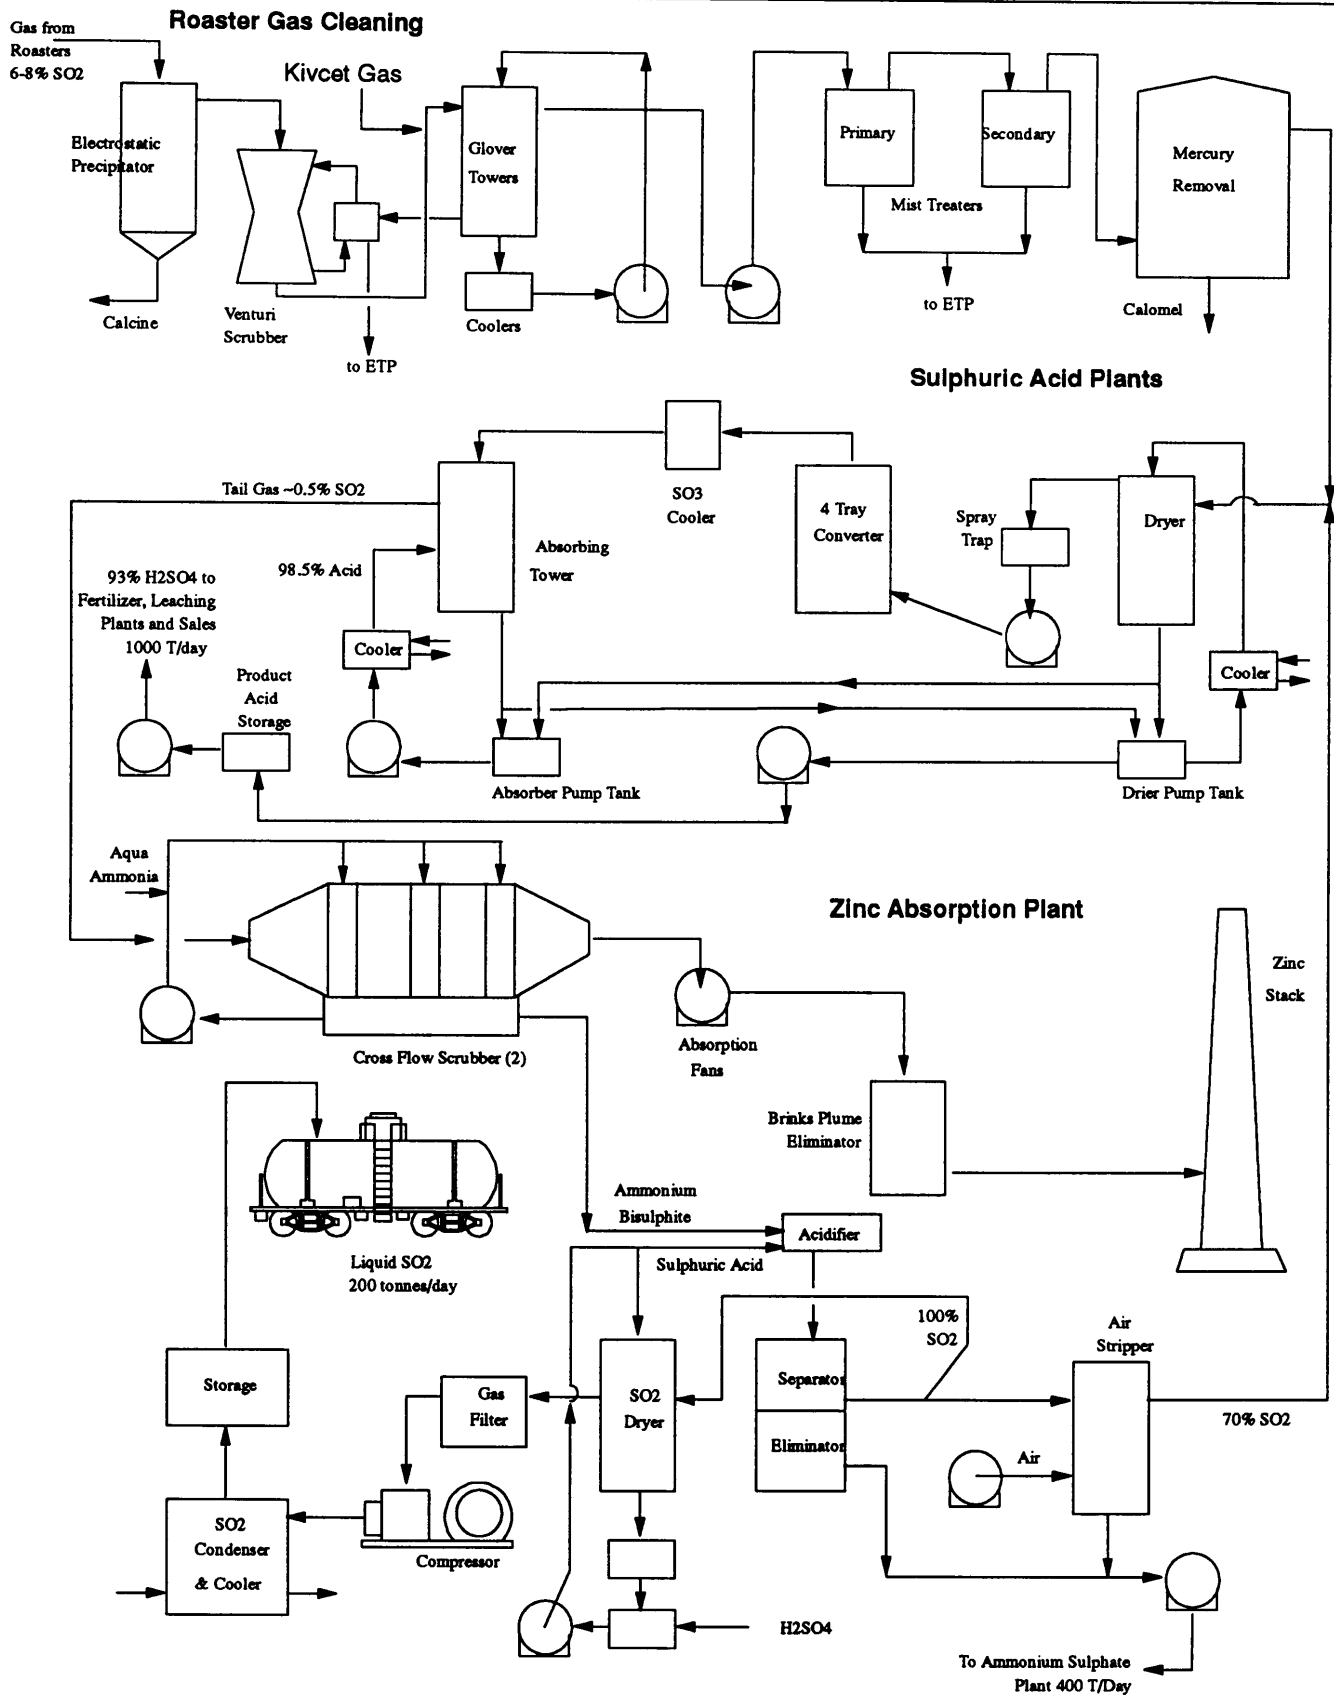 Roaster Gas Cleaning
Gas from
Roasters
6-8% SO2
Kivcet Gas
Electrostatic
Precipitator
Glover
Towers
Primary
Secondary
Mist Treaters
Mercury
Removal
Calcine
Venturi
Scrubber
Coolers
to ETP
to ETP
Calomel
Sulphuric Acid Plants
Tail Gas ~0.5% SO2
SO3
Cooler
4 Tray
Converter
Spray
Trap
Dryer
Absorbing
Tower
98.5% Acid
93% H2SO4 to
Fertilizer, Leaching
Plants and Sales
1000 T/day
Cooler
Cooler
Product
Acid
Storage
Absorber Pump Tank
Drier Pump Tank
Aqua
Ammonia
Zinc Absorption Plant
Zinc
Stack
Cross Flow Scrubber (2)
Absorption
Fans
Brinks Plume
Eliminator
Ammonium
Bisulphite
Acidifier
Sulphuric Acid
Liquid SO2
200 tonnes/day
100%
SO2
Air
Stripper
Storage
Gas
Filter
SO2
Dryer
Separator
Eliminator
70% SO2
Air
SO2
Condenser
& Cooler
Compressor
H2SO4
To Ammonium Sulphate
Plant 400 T/Day